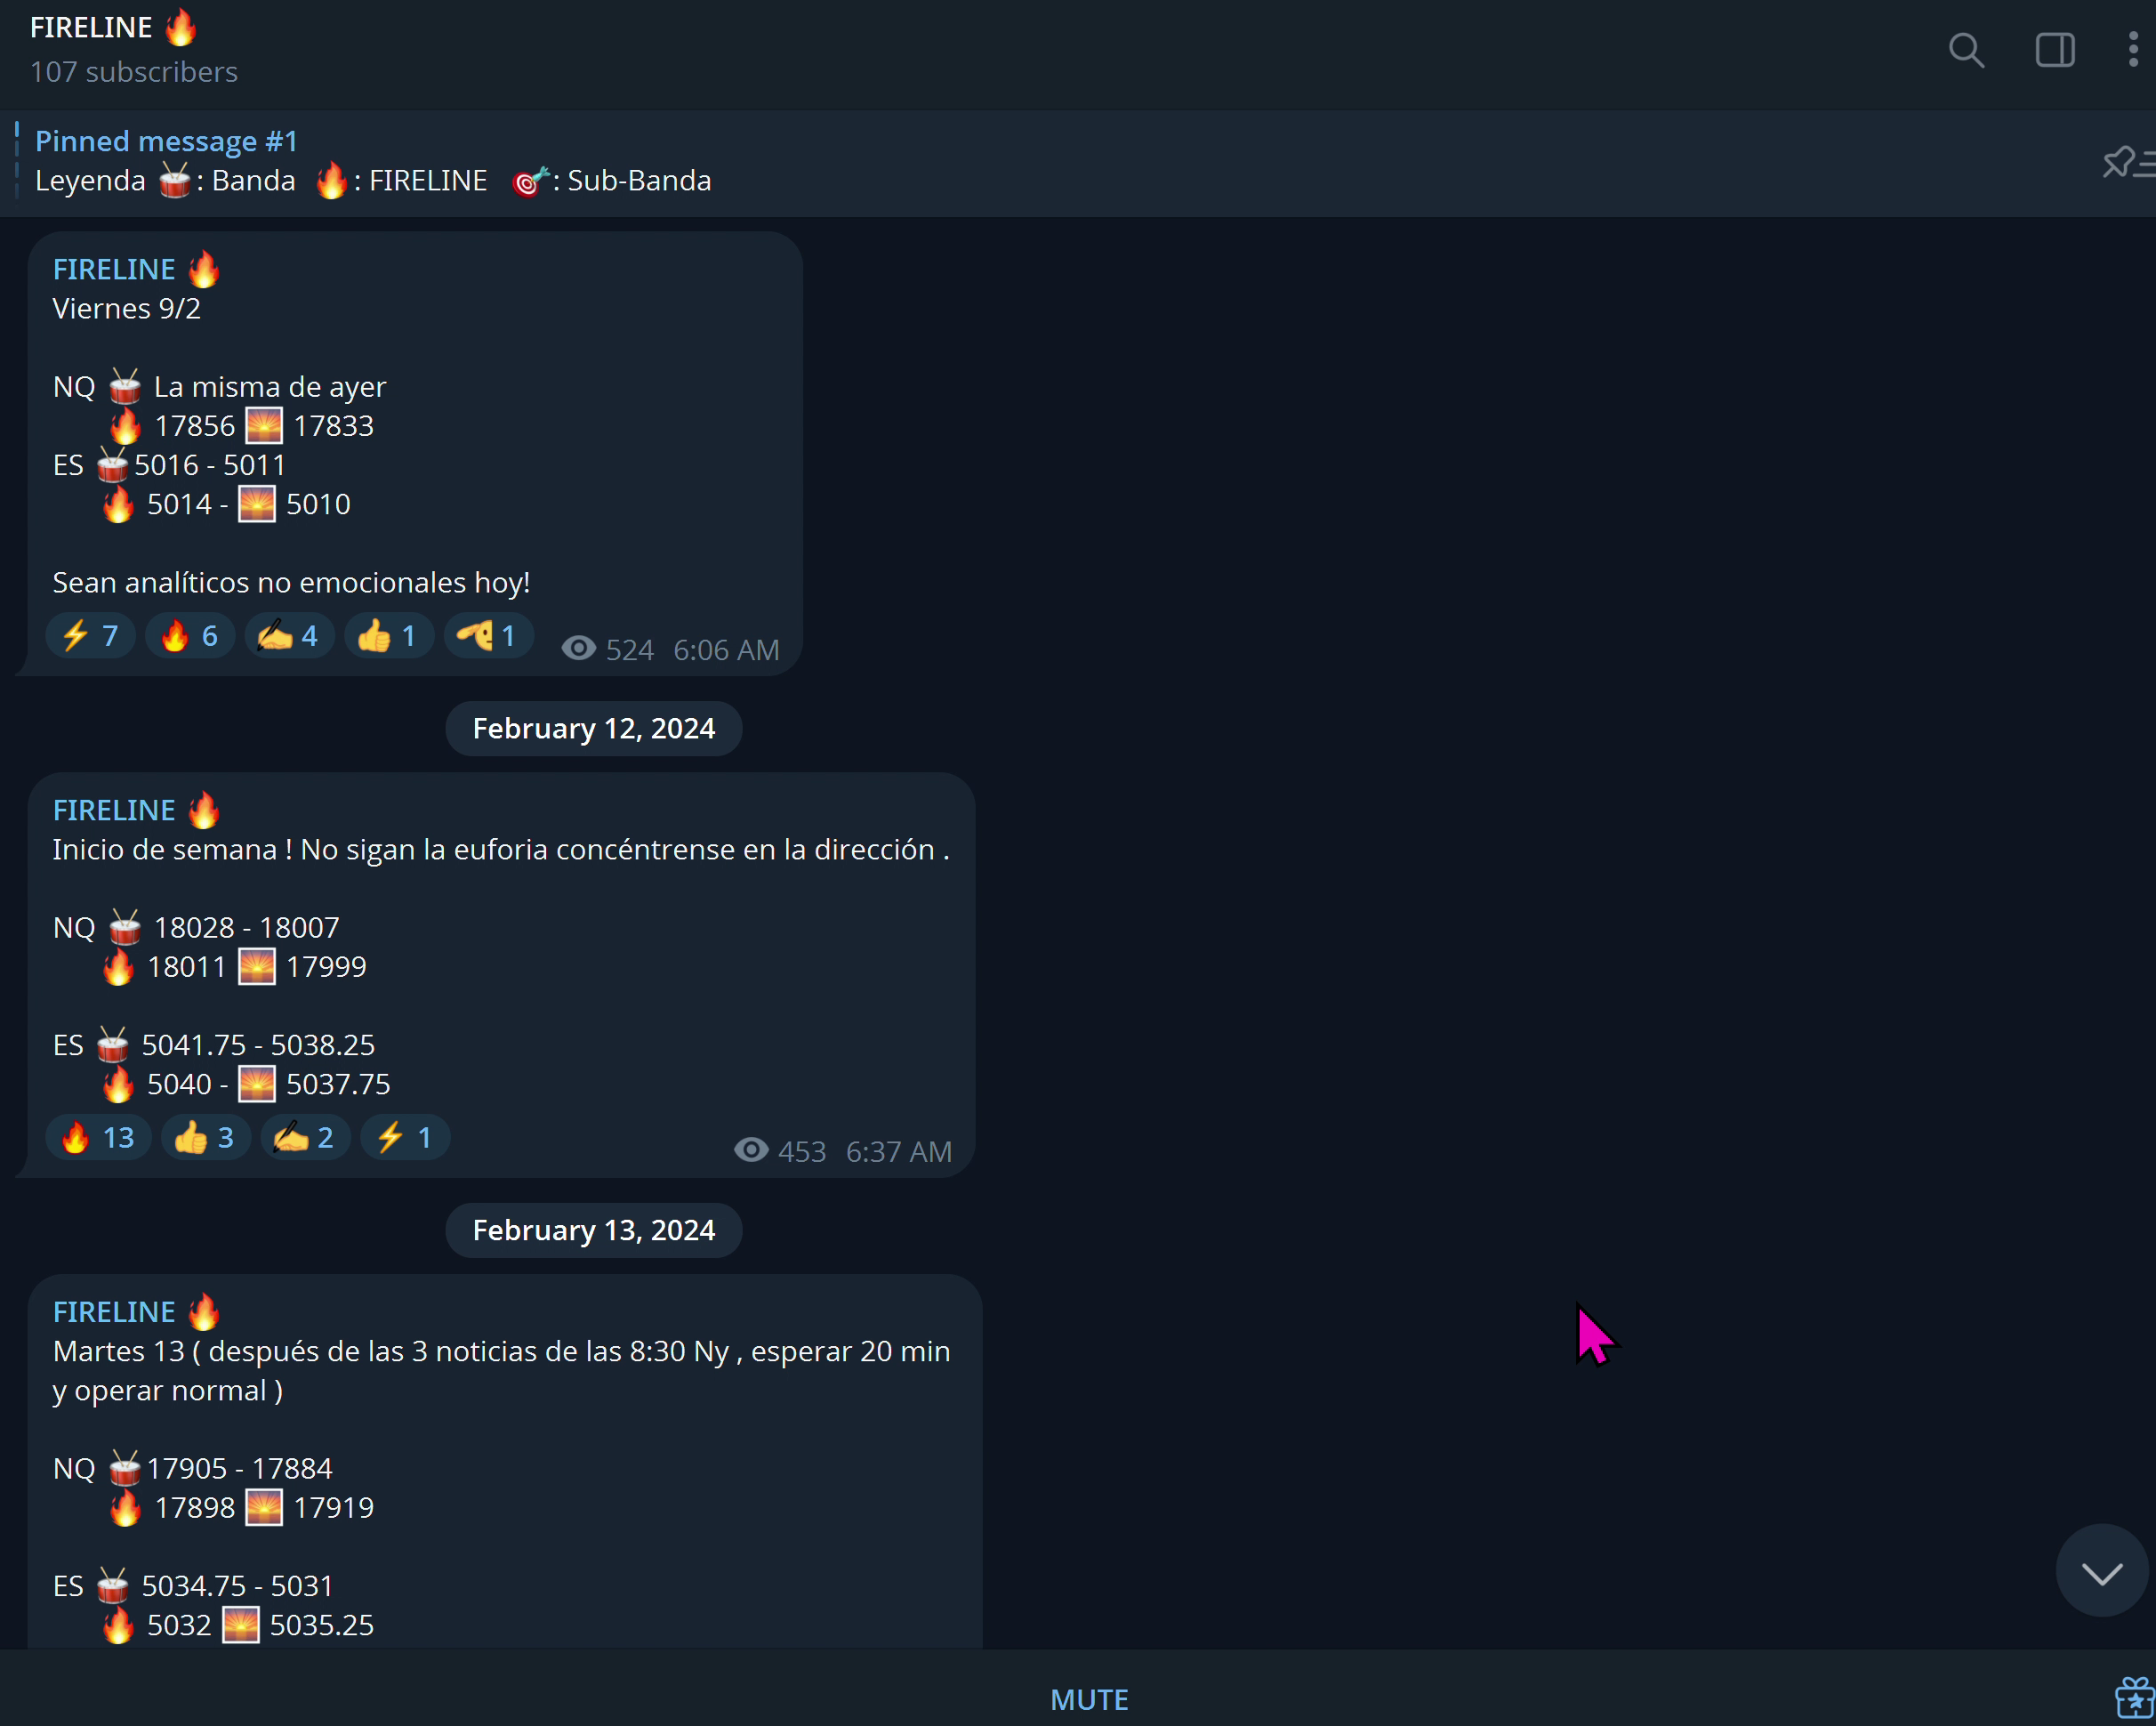 FIRELINE 🔥
107 subscribers
Pinned message #1
Leyenda 🥁: Banda 🔥: FIRELINE 🎯: Sub-Banda
FIRELINE 🔥
Viernes 9/2
NQ 🥁 La misma de ayer
🔥 17856 🌅 17833
ES 🥁5016 - 5011
🔥 5014 - 🌅 5010
Sean analíticos no emocionales hoy!
⚡ 7 🔥 6 ✍ 4 👍 1 🫡 1 524 6:06 AM
February 12, 2024
FIRELINE 🔥
Inicio de semana ! No sigan la euforia concéntrense en la dirección .
NQ 🥁 18028 - 18007
🔥 18011 🌅 17999
ES 🥁 5041.75 - 5038.25
🔥 5040 - 🌅 5037.75
🔥 13 👍 3 ✍ 2 ⚡ 1 453 6:37 AM
February 13, 2024
FIRELINE 🔥
Martes 13 ( después de las 3 noticias de las 8:30 Ny , esperar 20 min
y operar normal )
NQ 🥁17905 - 17884
🔥 17898 🌅 17919
ES 🥁 5034.75 - 5031
🔥 5032 🌅 5035.25
MUTE